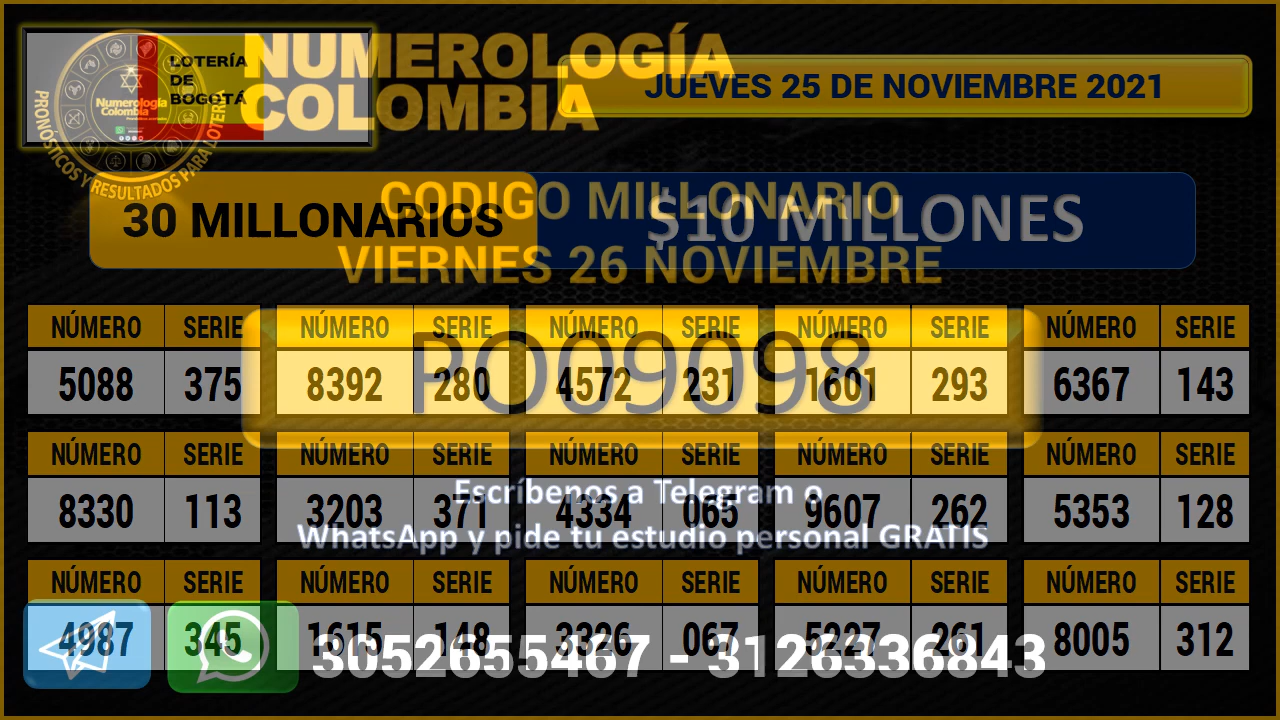 NUMEROLOGÍA
COLOMBIA
LOTERÍA
DE
BOGOTÁ
Numerología
Colombia
PRONÓSTICOS Y RESULTADOS PARA LOTERÍA
JUEVES 25 DE NOVIEMBRE 2021
30 MILLONARIOS
$10 MILLONES
CODIGO MILLONARIO
VIERNES 26 NOVIEMBRE
NÚMERO SERIE NÚMERO SERIE NÚMERO SERIE NÚMERO SERIE NÚMERO SERIE
5088 375 8392 280 4572 231 1601 293 6367 143
PO09098
NÚMERO SERIE NÚMERO SERIE NÚMERO SERIE NÚMERO SERIE NÚMERO SERIE
8330 113 3203 371 4334 065 9607 262 5353 128
Escríbenos a Telegram o
WhatsApp y pide tu estudio personal GRATIS
NÚMERO SERIE NÚMERO SERIE NÚMERO SERIE NÚMERO SERIE NÚMERO SERIE
4987 345 1615 148 3326 067 5227 261 8005 312
3052655467 - 3126336843